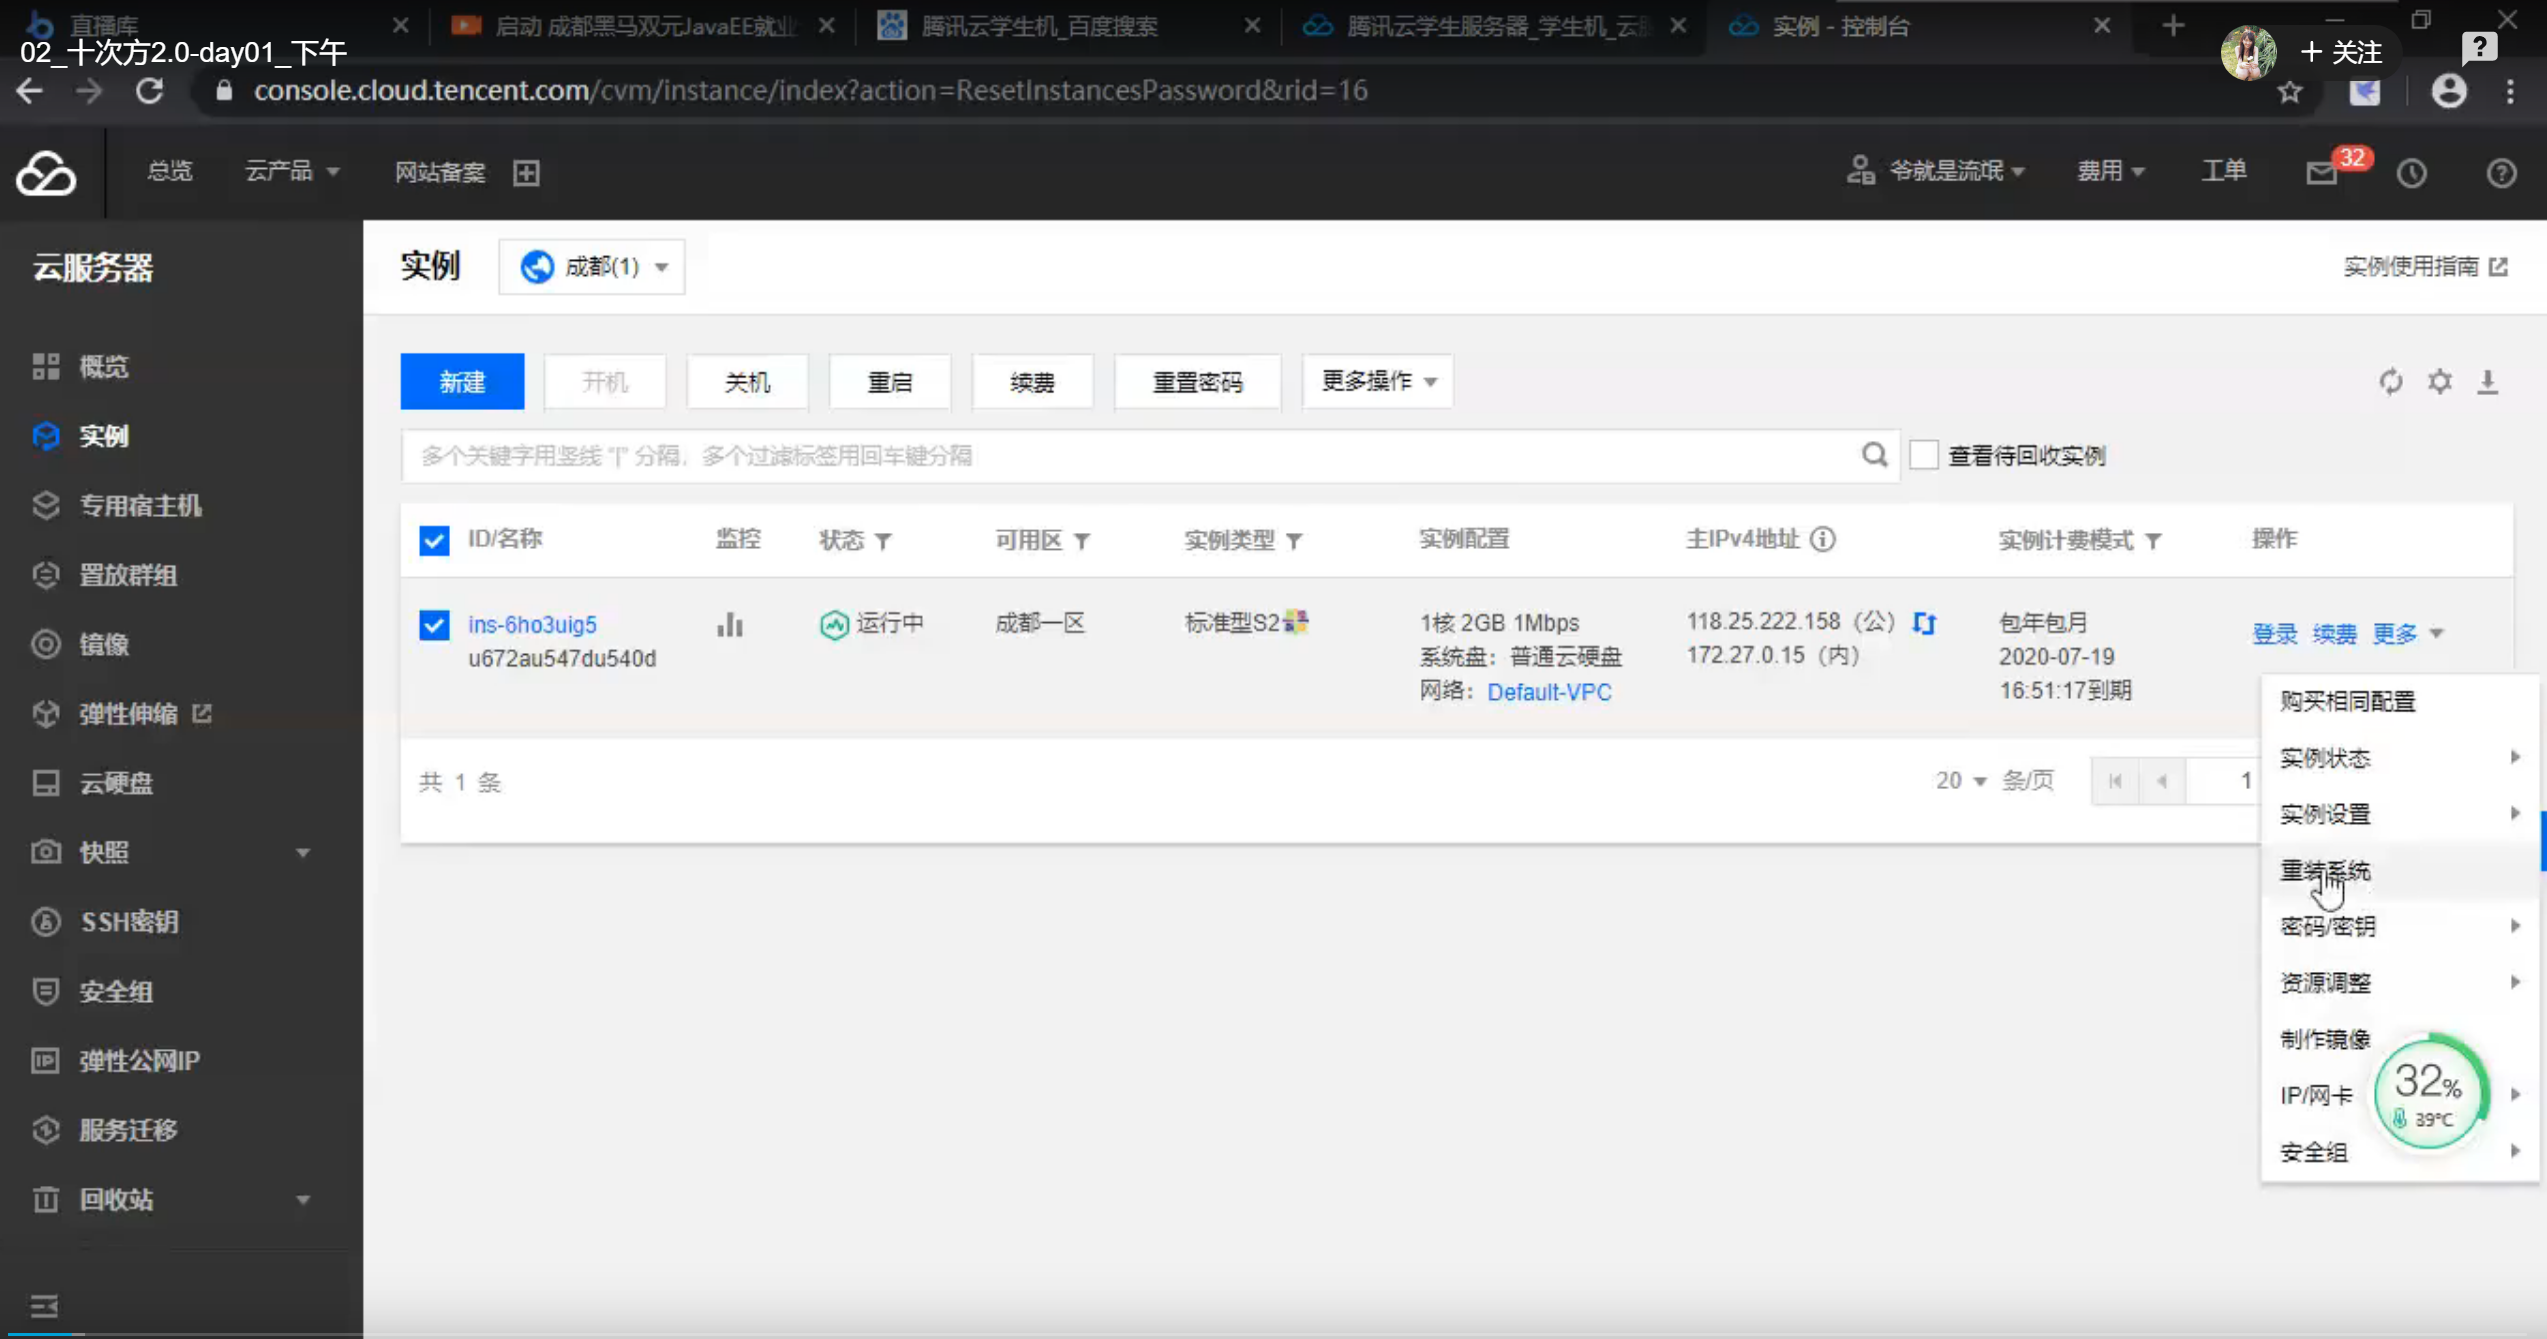 直播库
启动 成都黑马双元JavaEE就业
腾讯云学生机_百度搜索
腾讯云学生服务器_学生机_云服
实例 - 控制台
02_十次方2.0-day01_下午
+ 关注
console.cloud.tencent.com/cvm/instance/index?action=ResetInstancesPassword&rid=16
总览
云产品
网站备案
爷就是流氓
费用
工单
32
云服务器
概览
实例
专用宿主机
置放群组
镜像
弹性伸缩
云硬盘
快照
SSH密钥
安全组
弹性公网IP
服务迁移
回收站
实例
成都(1)
实例使用指南
新建
开机
关机
重启
续费
重置密码
更多操作
多个关键字用竖线 "|" 分隔，多个过滤标签用回车键分隔
查看待回收实例
ID/名称
监控
状态
可用区
实例类型
实例配置
主IPv4地址
实例计费模式
操作
ins-6ho3uig5
u672au547du540d
运行中
成都一区
标准型S2
1核 2GB 1Mbps
系统盘：普通云硬盘
网络：Default-VPC
118.25.222.158（公）
172.27.0.15（内）
包年包月
2020-07-19
16:51:17到期
登录 续费 更多
共 1 条
20 条/页
1
购买相同配置
实例状态
实例设置
重装系统
密码/密钥
资源调整
制作镜像
IP/网卡
安全组
32%
39°C